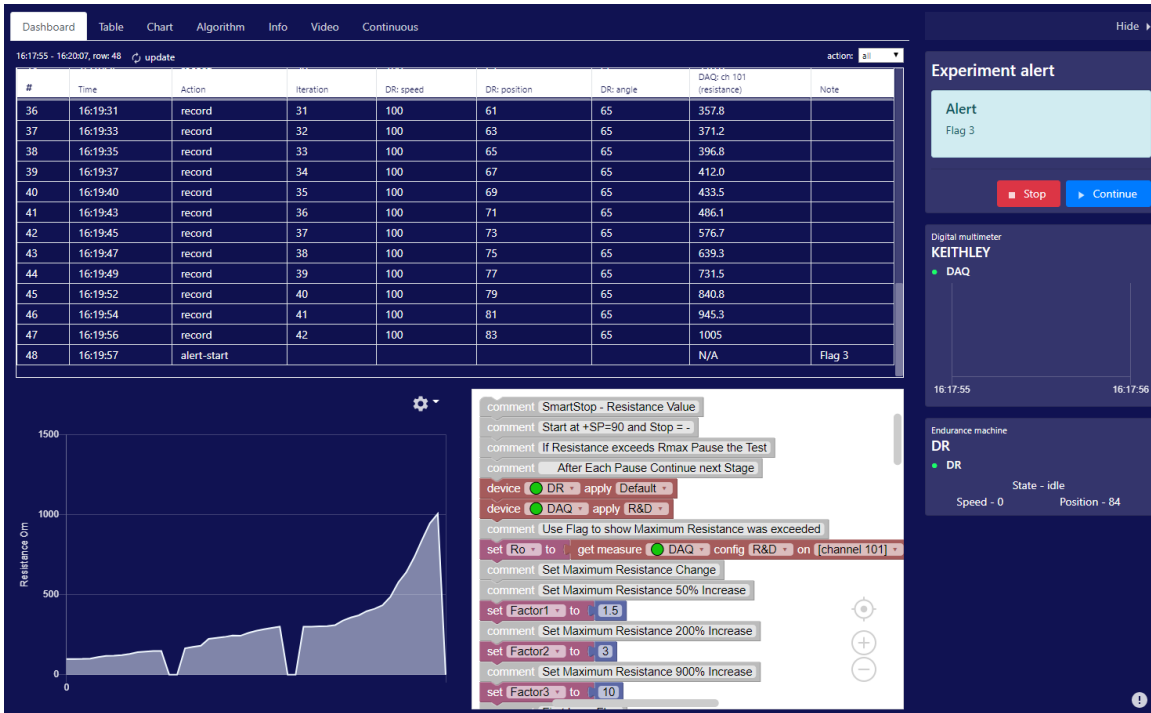 Dashboard Table Chart Algorithm Info Video Continuous
Hide
16:17:55 - 16:20:07, row: 48 update action: all
# Time Action Iteration DR: speed DR: position DR: angle DAQ: ch 101 (resistance) Note
36 16:19:31 record 31 100 61 65 357.8
37 16:19:33 record 32 100 63 65 371.2
38 16:19:35 record 33 100 65 65 396.8
39 16:19:37 record 34 100 67 65 412.0
40 16:19:40 record 35 100 69 65 433.5
41 16:19:43 record 36 100 71 65 486.1
42 16:19:45 record 37 100 73 65 576.7
43 16:19:47 record 38 100 75 65 639.3
44 16:19:49 record 39 100 77 65 731.5
45 16:19:52 record 40 100 79 65 840.8
46 16:19:54 record 41 100 81 65 945.3
47 16:19:56 record 42 100 83 65 1005
48 16:19:57 alert-start N/A Flag 3
Experiment alert
Alert
Flag 3
Stop Continue
Digital multimeter
KEITHLEY
DAQ
16:17:55 16:17:56
Endurance machine
DR
DR
State - idle
Speed - 0 Position - 84
Resistance Om
1500
1000
500
0
0
comment SmartStop - Resistance Value
comment Start at +SP=90 and Stop = -
comment If Resistance exceeds Rmax Pause the Test
comment After Each Pause Continue next Stage
device DR apply Default
device DAQ apply R&D
comment Use Flag to show Maximum Resistance was exceeded
set Ro to get measure DAQ config R&D on [channel 101]
comment Set Maximum Resistance Change
comment Set Maximum Resistance 50% Increase
set Factor1 to 1.5
comment Set Maximum Resistance 200% Increase
set Factor2 to 3
comment Set Maximum Resistance 900% Increase
set Factor3 to 10